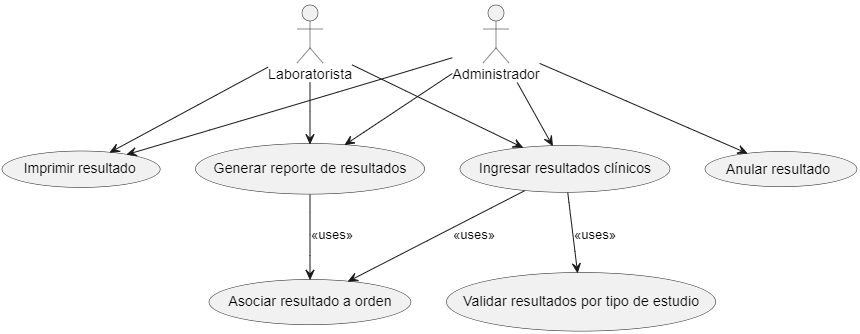 Laboratorista
Administrador
Imprimir resultado
Generar reporte de resultados
Ingresar resultados clínicos
Anular resultado
«uses»
«uses»
«uses»
Asociar resultado a orden
Validar resultados por tipo de estudio